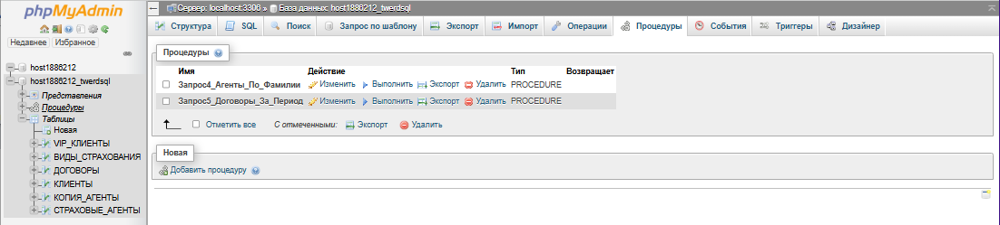 phpMyAdmin
Недавнее Избранное
host1886212
host1886212_twerdsql
Представления
Процедуры
Таблицы
Новая
VIP_КЛИЕНТЫ
ВИДЫ_СТРАХОВАНИЯ
ДОГОВОРЫ
КЛИЕНТЫ
КОПИЯ_АГЕНТЫ
СТРАХОВЫЕ_АГЕНТЫ
Сервер: localhost:3306 » База данных: host1886212_twerdsql
Структура SQL Поиск Запрос по шаблону Экспорт Импорт Операции Процедуры События Триггеры Дизайнер
Процедуры
Имя Действие Тип Возвращает
Запрос4_Агенты_По_Фамилии Изменить Выполнить Экспорт Удалить PROCEDURE
Запрос5_Договоры_За_Период Изменить Выполнить Экспорт Удалить PROCEDURE
Отметить все С отмеченными: Экспорт Удалить
Новая
Добавить процедуру